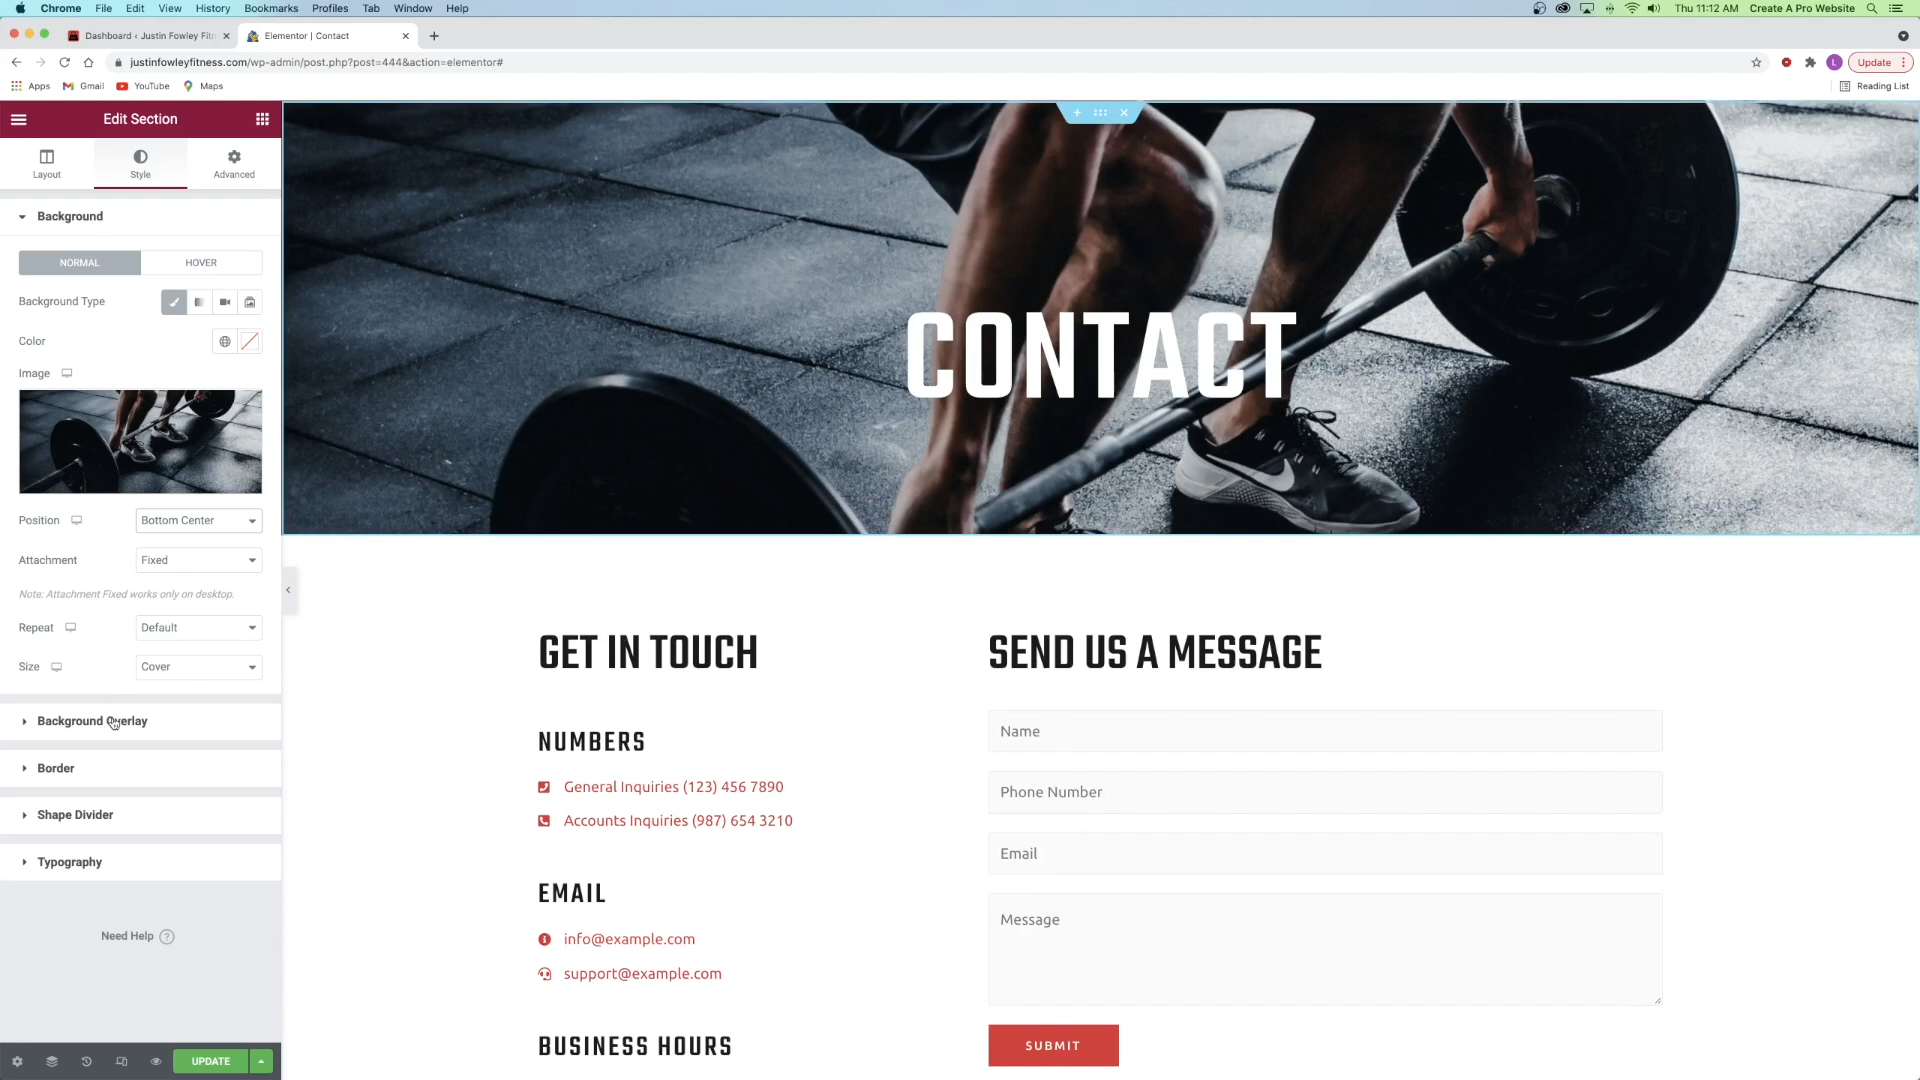 Chrome File Edit View History Bookmarks Profiles Tab Window Help
Thu 11:12 AM Create A Pro Website
Dashboard ‹ Justin Fowley Fit
Elementor | Contact
justinfowleyfitness.com/wp-admin/post.php?post=444&action=elementor#
L
Update
Apps Gmail YouTube Maps
Reading List
Edit Section
Layout
Style
Advanced
Background
NORMAL
HOVER
Background Type
Color
Image
Position
Bottom Center
Attachment
Fixed
Note: Attachment Fixed works only on desktop.
Repeat
Default
Size
Cover
Background Overlay
Border
Shape Divider
Typography
Need Help ?
UPDATE
CONTACT
GET IN TOUCH
NUMBERS
General Inquiries (123) 456 7890
Accounts Inquiries (987) 654 3210
EMAIL
info@example.com
support@example.com
BUSINESS HOURS
SEND US A MESSAGE
Name
Phone Number
Email
Message
SUBMIT